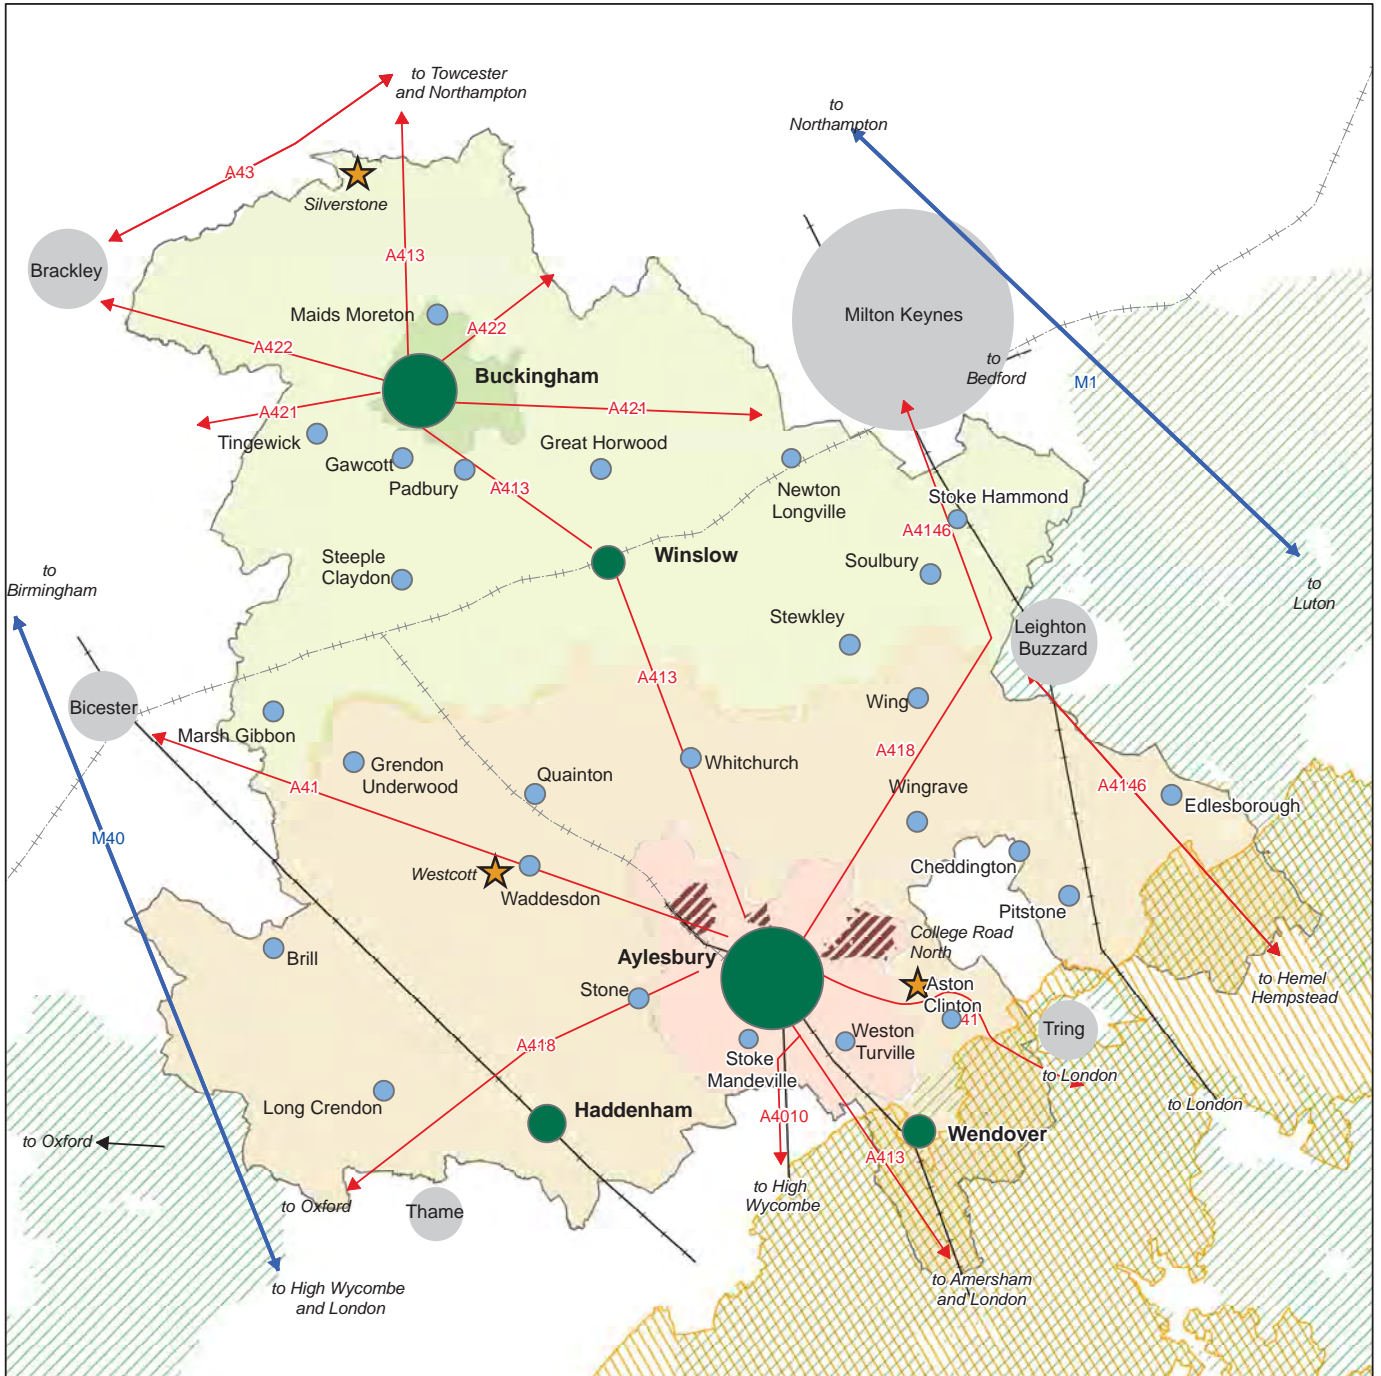 to Towcester
and Northampton
to
Northampton
A43
Silverstone
A413
Brackley
Maids Moreton
A422
A422
Milton Keynes
to
Bedford
M1
Buckingham
A421
A421
Tingewick
Gawcott
Padbury
A413
Great Horwood
Newton
Longville
Stoke Hammond
A4146
Winslow
Soulbury
Steeple
Claydon
to
Birmingham
to
Luton
Stewkley
Leighton
Buzzard
A413
Wing
Bicester
Marsh Gibbon
A418
Grendon
Underwood
Quainton
Whitchurch
A41
Wingrave
A4146
Edlesborough
M40
Westcott
Waddesdon
Cheddington
Pitstone
College Road
North
Brill
Aylesbury
Stone
Aston
Clinton
41
to Hemel
Hempstead
Tring
A418
Stoke
Mandeville
Weston
Turville
to London
to London
Long Crendon
Haddenham
A4010
Wendover
to Oxford
A413
to Oxford
Thame
to High
Wycombe
to High Wycombe
and London
to Amersham
and London